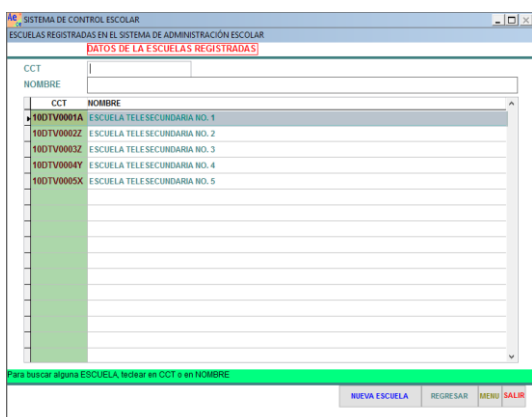 Ae SISTEMA DE CONTROL ESCOLAR
ESCUELAS REGISTRADAS EN EL SISTEMA DE ADMINISTRACIÓN ESCOLAR
DATOS DE LA ESCUELAS REGISTRADAS
CCT
NOMBRE
CCT NOMBRE
10DTV0001A ESCUELA TELESECUNDARIA NO. 1
10DTV0002Z ESCUELA TELESECUNDARIA NO. 2
10DTV0003Z ESCUELA TELESECUNDARIA NO. 3
10DTV0004Y ESCUELA TELESECUNDARIA NO. 4
10DTV0005X ESCUELA TELESECUNDARIA NO. 5
Para buscar alguna ESCUELA, teclear en CCT o en NOMBRE
NUEVA ESCUELA REGRESAR MENU SALIR